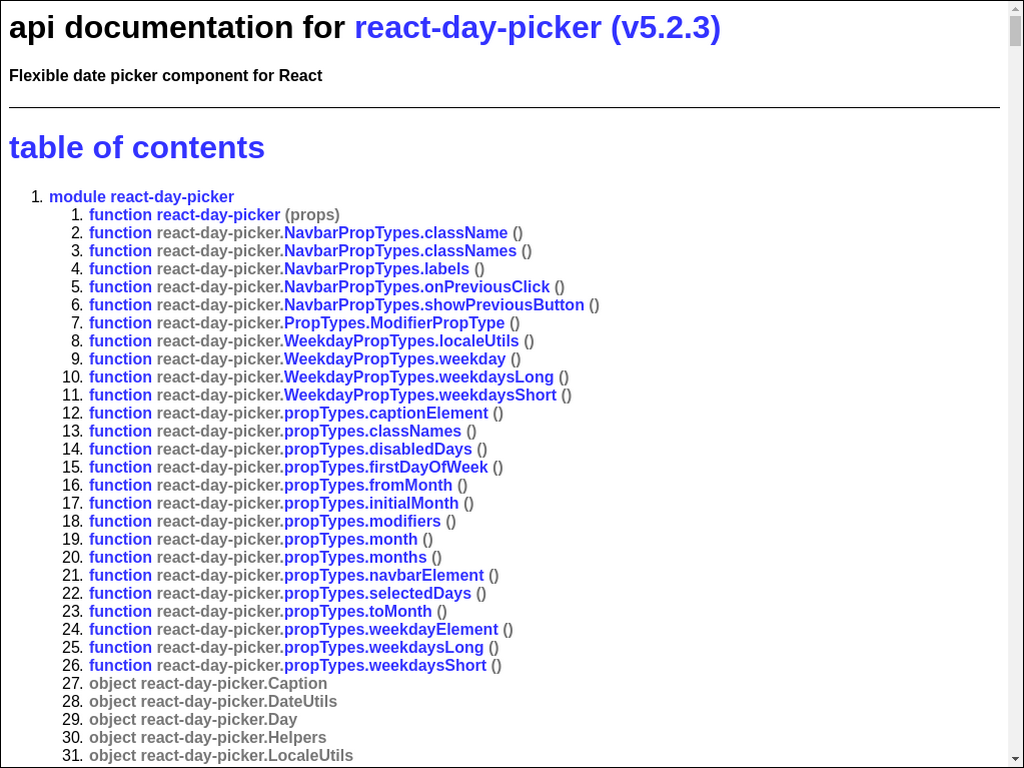 api documentation for react-day-picker (v5.2.3)
Flexible date picker component for React
table of contents
1. module react-day-picker
1. function react-day-picker (props)
2. function react-day-picker.NavbarPropTypes.className ()
3. function react-day-picker.NavbarPropTypes.classNames ()
4. function react-day-picker.NavbarPropTypes.labels ()
5. function react-day-picker.NavbarPropTypes.onPreviousClick ()
6. function react-day-picker.NavbarPropTypes.showPreviousButton ()
7. function react-day-picker.PropTypes.ModifierPropType ()
8. function react-day-picker.WeekdayPropTypes.localeUtils ()
9. function react-day-picker.WeekdayPropTypes.weekday ()
10. function react-day-picker.WeekdayPropTypes.weekdaysLong ()
11. function react-day-picker.WeekdayPropTypes.weekdaysShort ()
12. function react-day-picker.propTypes.captionElement ()
13. function react-day-picker.propTypes.classNames ()
14. function react-day-picker.propTypes.disabledDays ()
15. function react-day-picker.propTypes.firstDayOfWeek ()
16. function react-day-picker.propTypes.fromMonth ()
17. function react-day-picker.propTypes.initialMonth ()
18. function react-day-picker.propTypes.modifiers ()
19. function react-day-picker.propTypes.month ()
20. function react-day-picker.propTypes.months ()
21. function react-day-picker.propTypes.navbarElement ()
22. function react-day-picker.propTypes.selectedDays ()
23. function react-day-picker.propTypes.toMonth ()
24. function react-day-picker.propTypes.weekdayElement ()
25. function react-day-picker.propTypes.weekdaysLong ()
26. function react-day-picker.propTypes.weekdaysShort ()
27. object react-day-picker.Caption
28. object react-day-picker.DateUtils
29. object react-day-picker.Day
30. object react-day-picker.Helpers
31. object react-day-picker.LocaleUtils